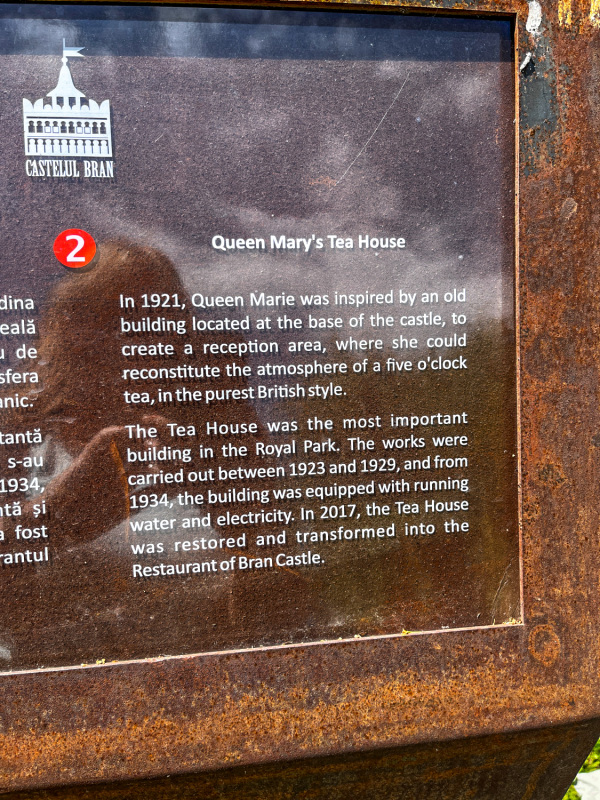 CASTELUL BRAN
2
Queen Mary's Tea House
dina
eală
u de
sfera
nic.
tantă
s-au
1934,
ntă și
a fost
rantul
In 1921, Queen Marie was inspired by an old
building located at the base of the castle, to
create a reception area, where she could
reconstitute the atmosphere of a five o'clock
tea, in the purest British style.
The Tea House was the most important
building in the Royal Park. The works were
carried out between 1923 and 1929, and from
1934, the building was equipped with running
water and electricity. In 2017, the Tea House
was restored and transformed into the
Restaurant of Bran Castle.